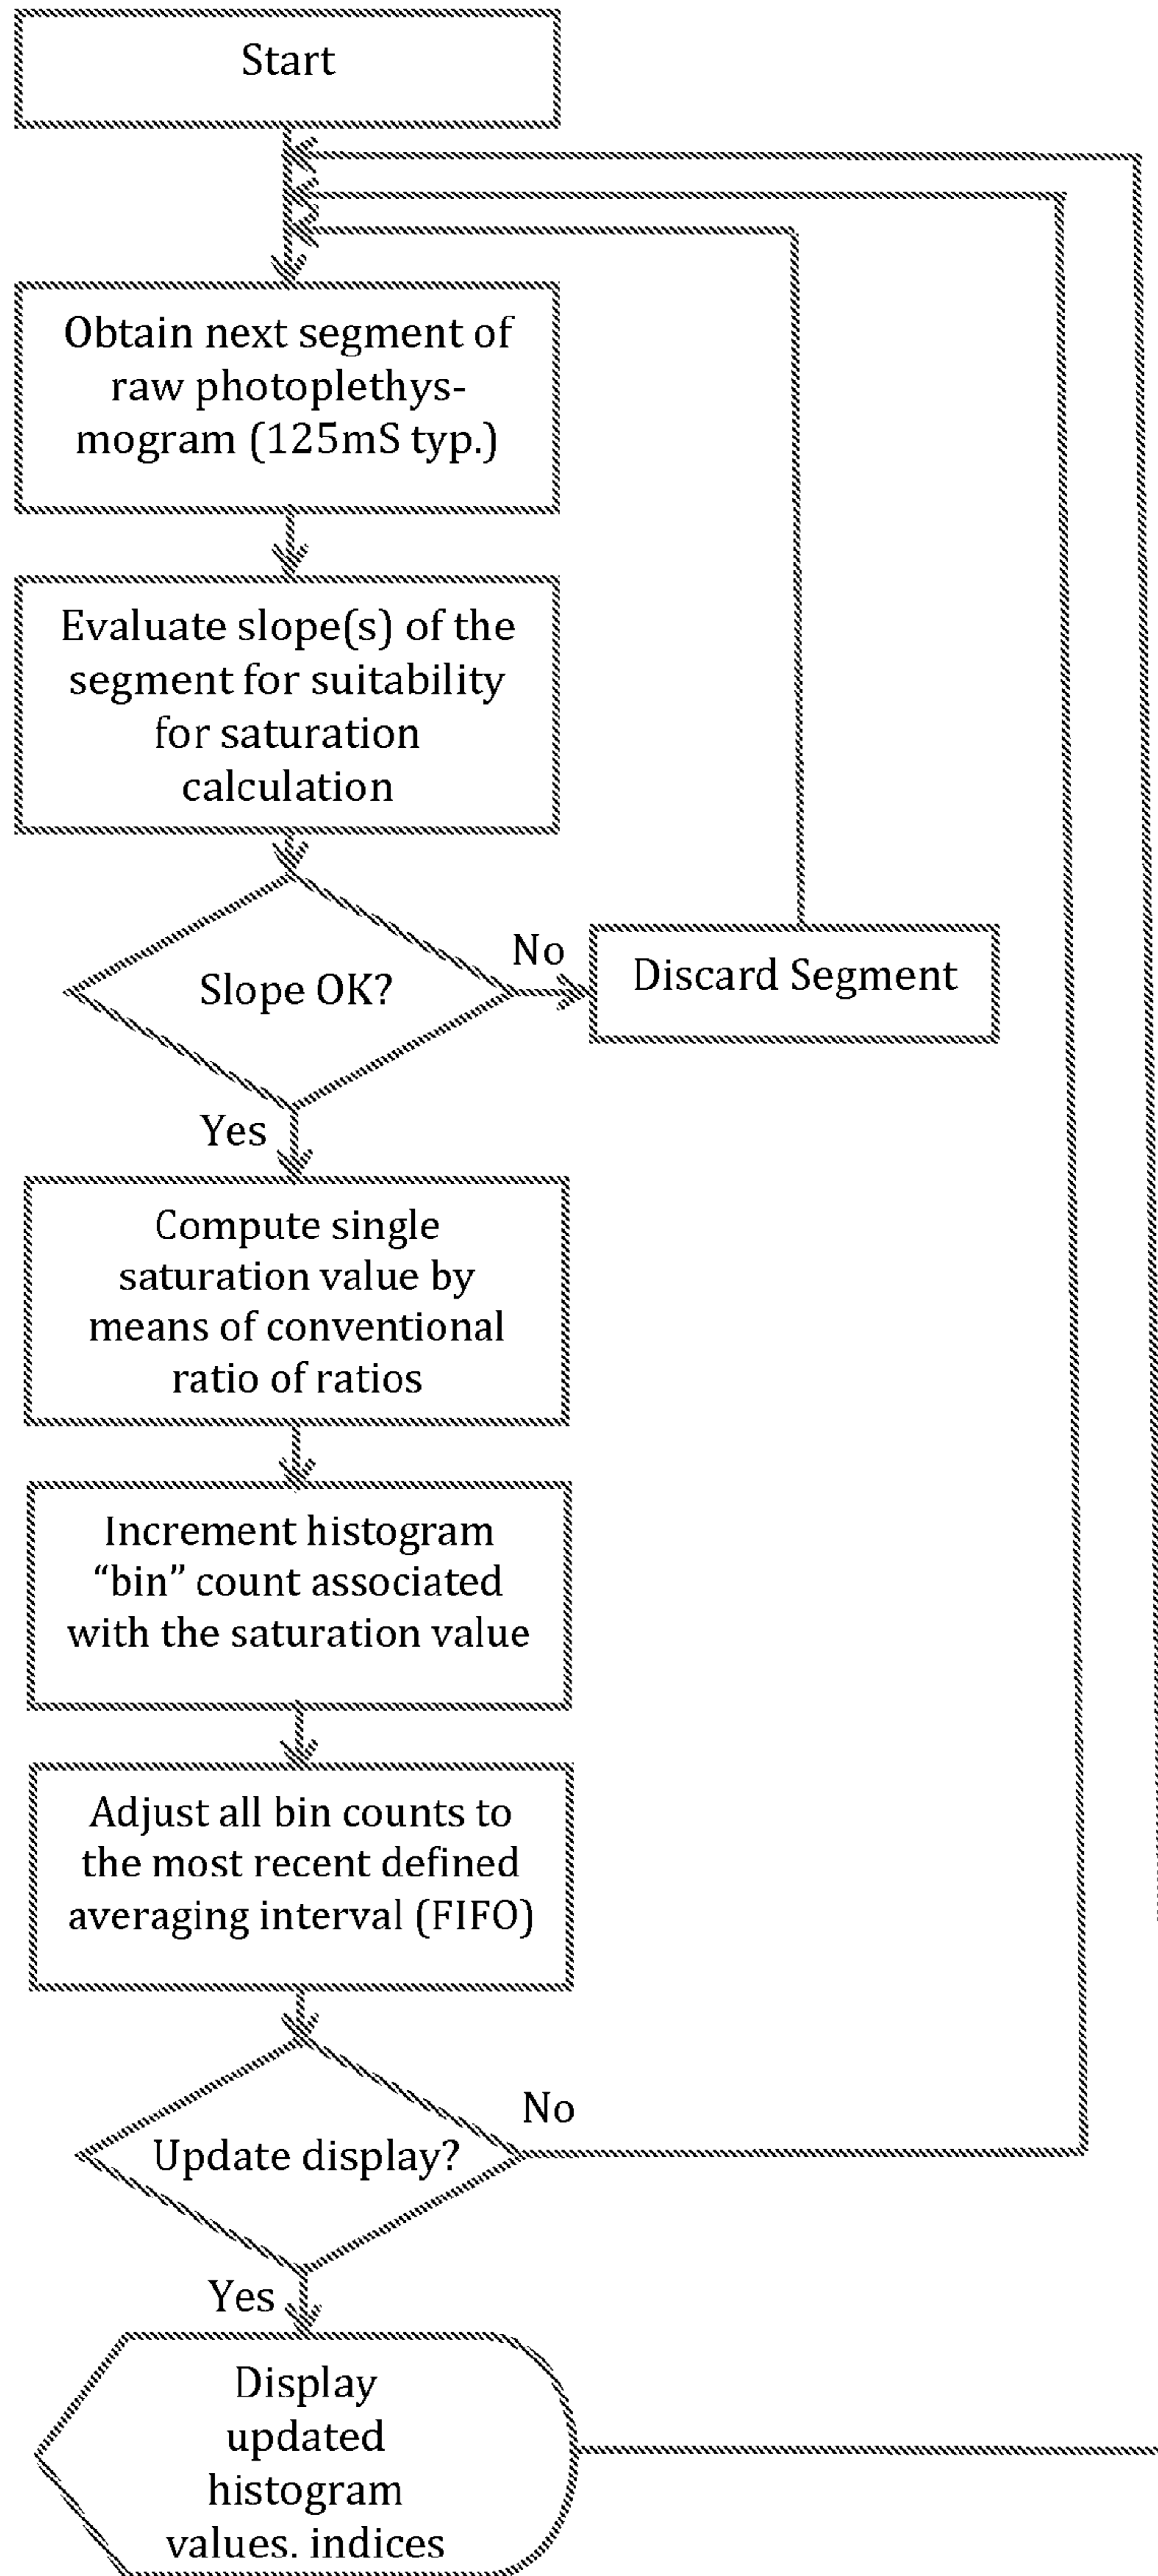 Start
Obtain next segment of
raw photoplethys-
mogram (125mS typ.)
Evaluate slope(s) of the
segment for suitability
for saturation
calculation
Slope OK?
No
Discard Segment
Yes
Compute single
saturation value by
means of conventional
ratio of ratios
Increment histogram
“bin” count associated
with the saturation value
Adjust all bin counts to
the most recent defined
averaging interval (FIFO)
No
Update display?
Yes
Display
updated
histogram
values. indices